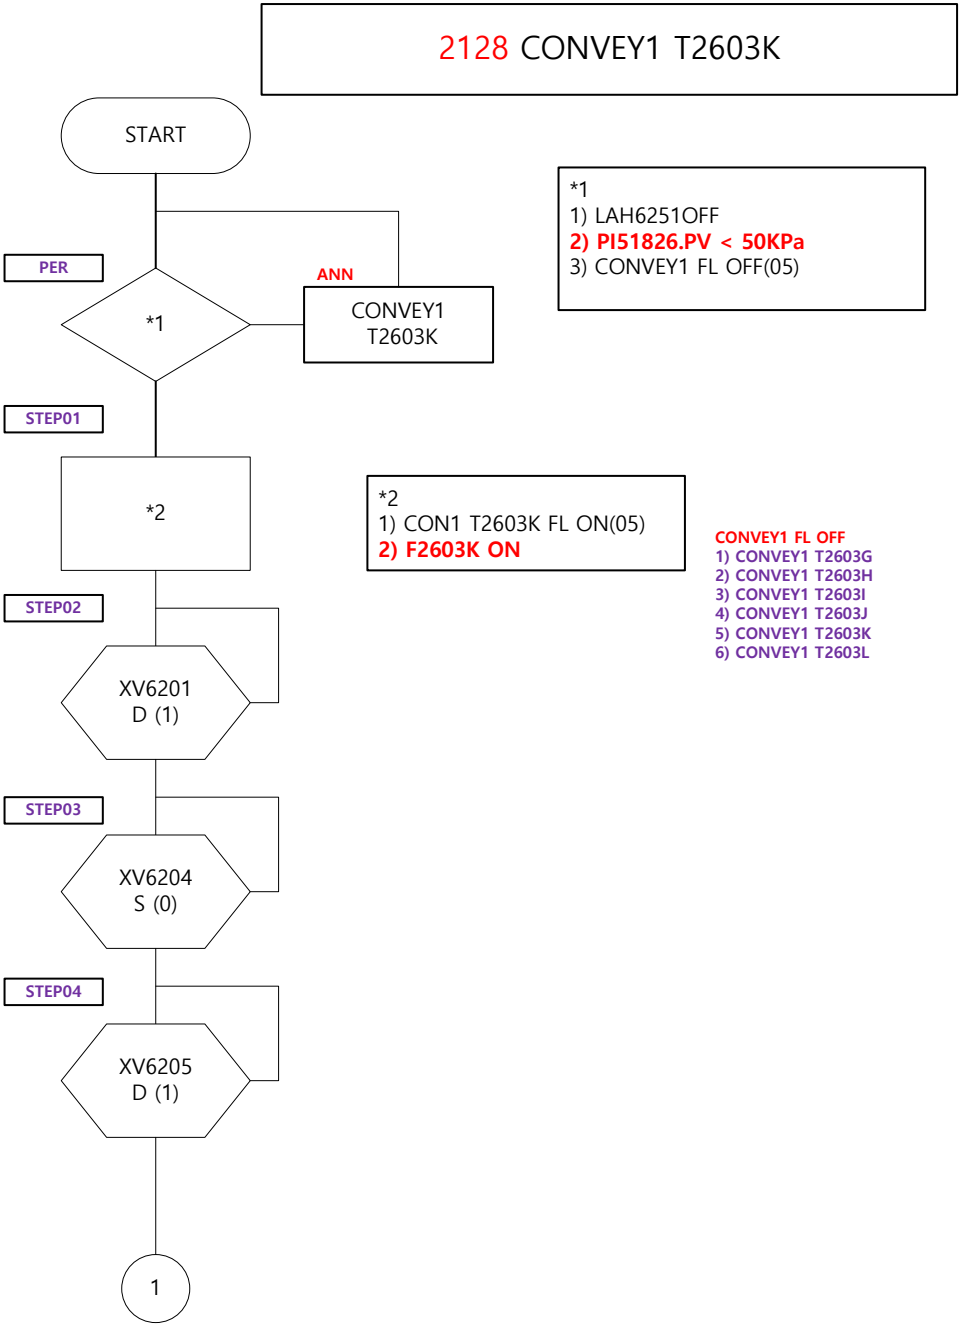 2128 CONVEY1 T2603K
START
*1
1) LAH6251OFF
2) PI51826.PV < 50KPa
3) CONVEY1 FL OFF(05)
PER
ANN
*1
CONVEY1
T2603K
STEP01
*2
*2
1) CON1 T2603K FL ON(05)
2) F2603K ON
CONVEY1 FL OFF
1) CONVEY1 T2603G
2) CONVEY1 T2603H
3) CONVEY1 T2603I
4) CONVEY1 T2603J
5) CONVEY1 T2603K
6) CONVEY1 T2603L
STEP02
XV6201
D (1)
STEP03
XV6204
S (0)
STEP04
XV6205
D (1)
1